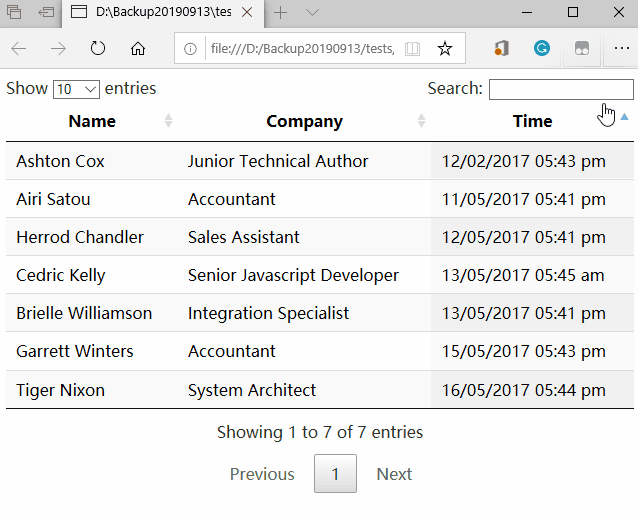 D:\Backup20190913\tes
file:///D:/Backup20190913/tests,
Show 10 entries Search:
Name Company Time
Ashton Cox Junior Technical Author 12/02/2017 05:43 pm
Airi Satou Accountant 11/05/2017 05:41 pm
Herrod Chandler Sales Assistant 12/05/2017 05:41 pm
Cedric Kelly Senior Javascript Developer 13/05/2017 05:45 am
Brielle Williamson Integration Specialist 13/05/2017 05:41 pm
Garrett Winters Accountant 15/05/2017 05:43 pm
Tiger Nixon System Architect 16/05/2017 05:44 pm
Showing 1 to 7 of 7 entries
Previous 1 Next